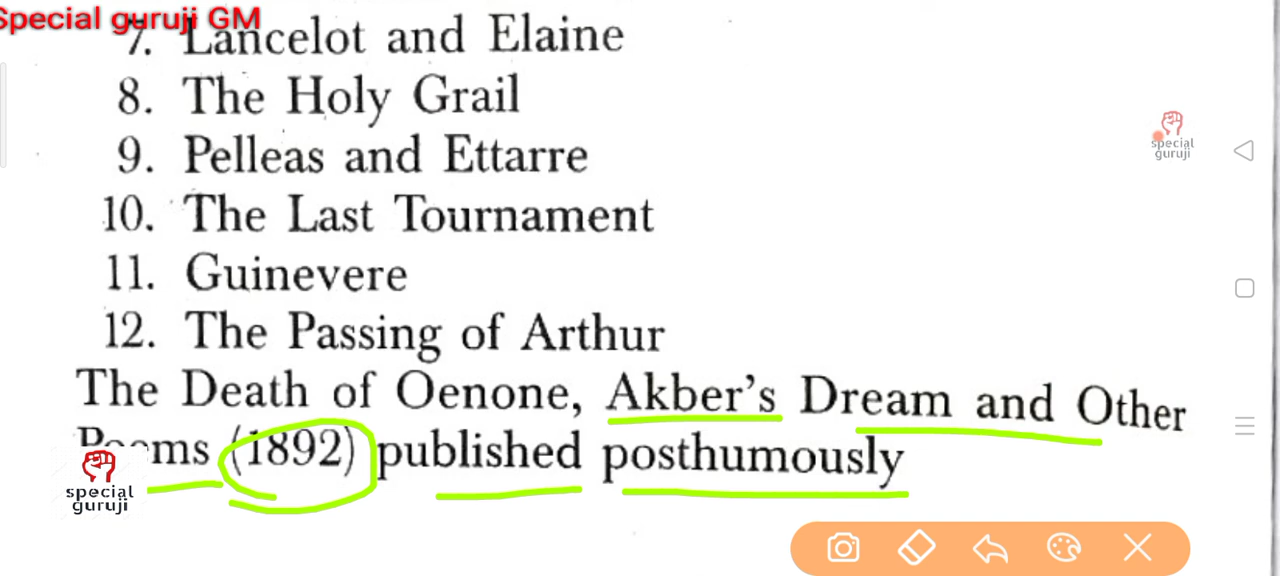 Special guruji GM
7. Lancelot and Elaine
8. The Holy Grail
9. Pelleas and Ettarre
10. The Last Tournament
11. Guinevere
12. The Passing of Arthur
The Death of Oenone, Akber's Dream and Other
Poems (1892) published posthumously
special
guruji
special
guruji